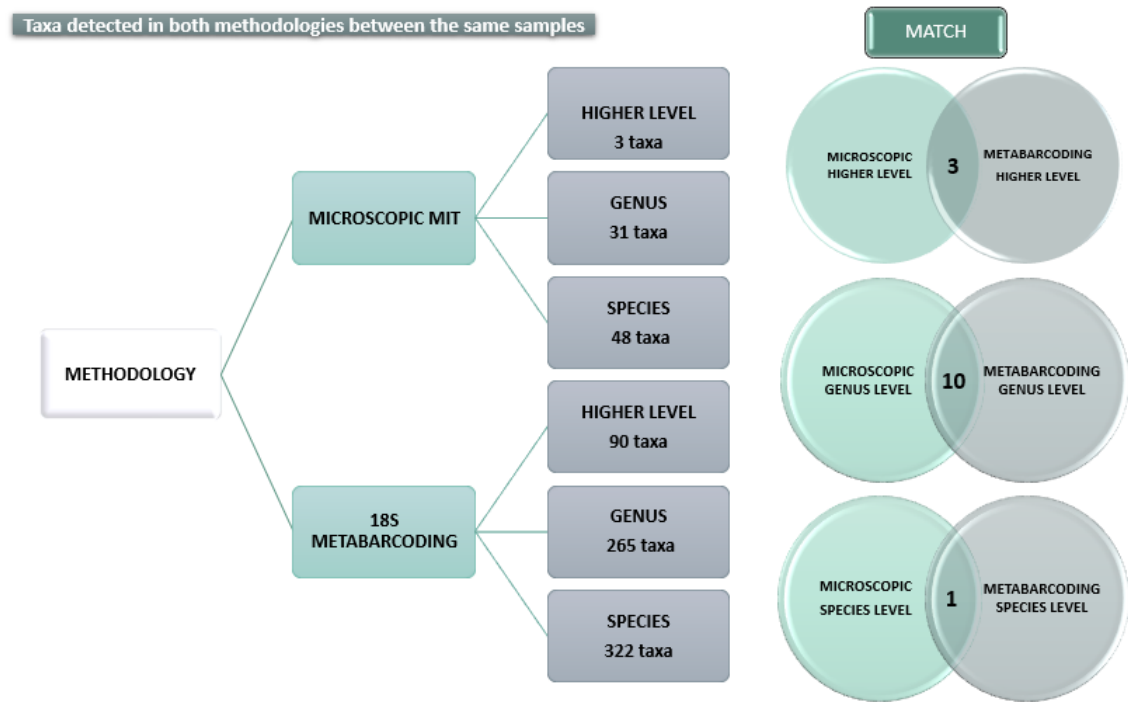 Taxa detected in both methodologies between the same samples
MATCH
METHODOLOGY
MICROSCOPIC MIT
HIGHER LEVEL
3 taxa
GENUS
31 taxa
SPECIES
48 taxa
18S
METABARCODING
HIGHER LEVEL
90 taxa
GENUS
265 taxa
SPECIES
322 taxa
MICROSCOPIC
HIGHER LEVEL
3
METABARCODING
HIGHER LEVEL
MICROSCOPIC
GENUS LEVEL
10
METABARCODING
GENUS LEVEL
MICROSCOPIC
SPECIES LEVEL
1
METABARCODING
SPECIES LEVEL